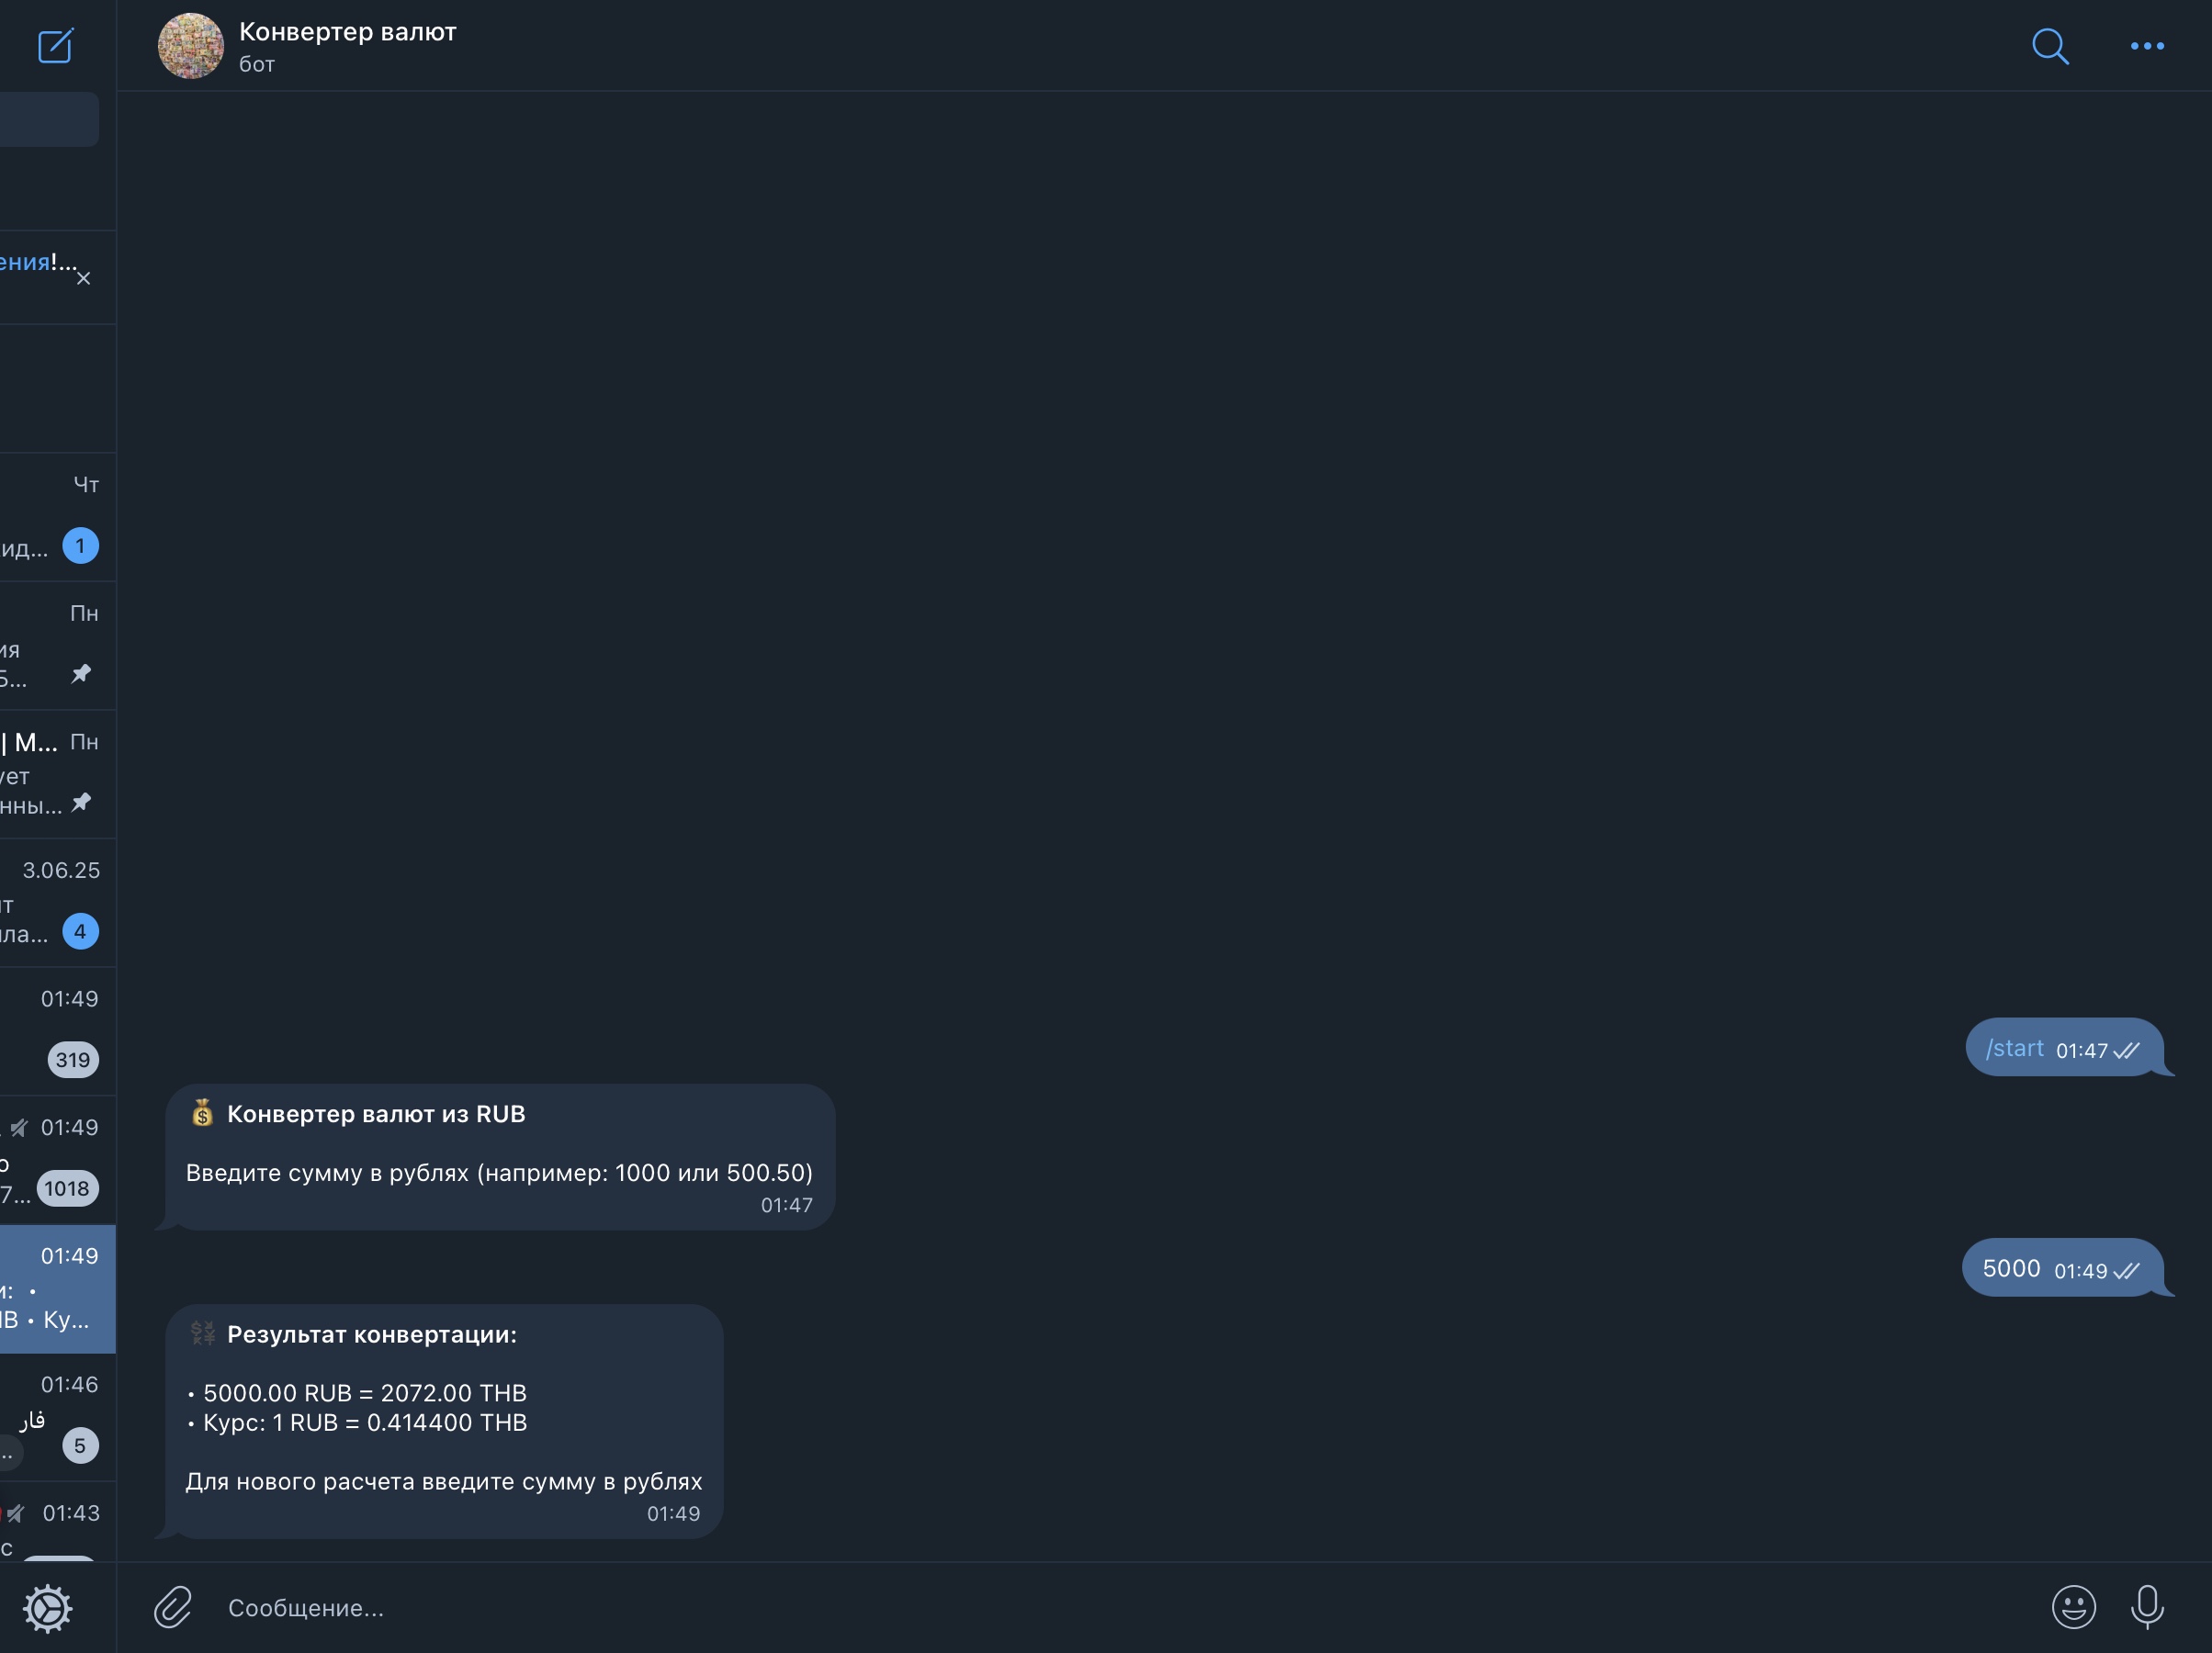 Конвертер валют
бот
ения!...
Чт
ид...
1
Пн
ия
Б...
| М... Пн
ует
нны...
3.06.25
ла...
4
01:49
319
01:49
7...
1018
01:49
и: •
HB • Ку...
01:46
فار
5
01:43
с
/start 01:47
Конвертер валют из RUB
Введите сумму в рублях (например: 1000 или 500.50)
01:47
5000 01:49
Результат конвертации:
• 5000.00 RUB = 2072.00 THB
• Курс: 1 RUB = 0.414400 THB
Для нового расчета введите сумму в рублях
01:49
Сообщение...